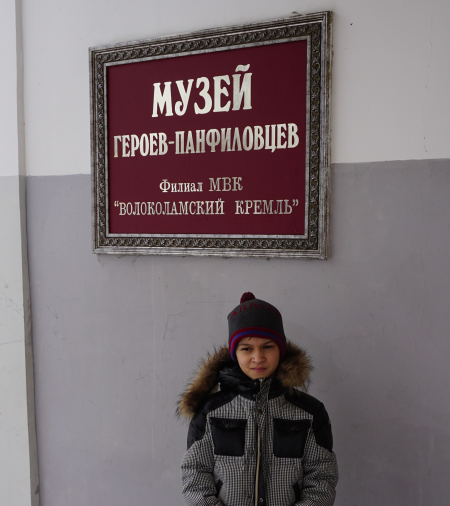 МУЗЕЙ
ГЕРОЕВ-ПАНФИЛОВЦЕВ
Филиал МВК
"ВОЛОКОЛАМСКИЙ КРЕМЛЬ"